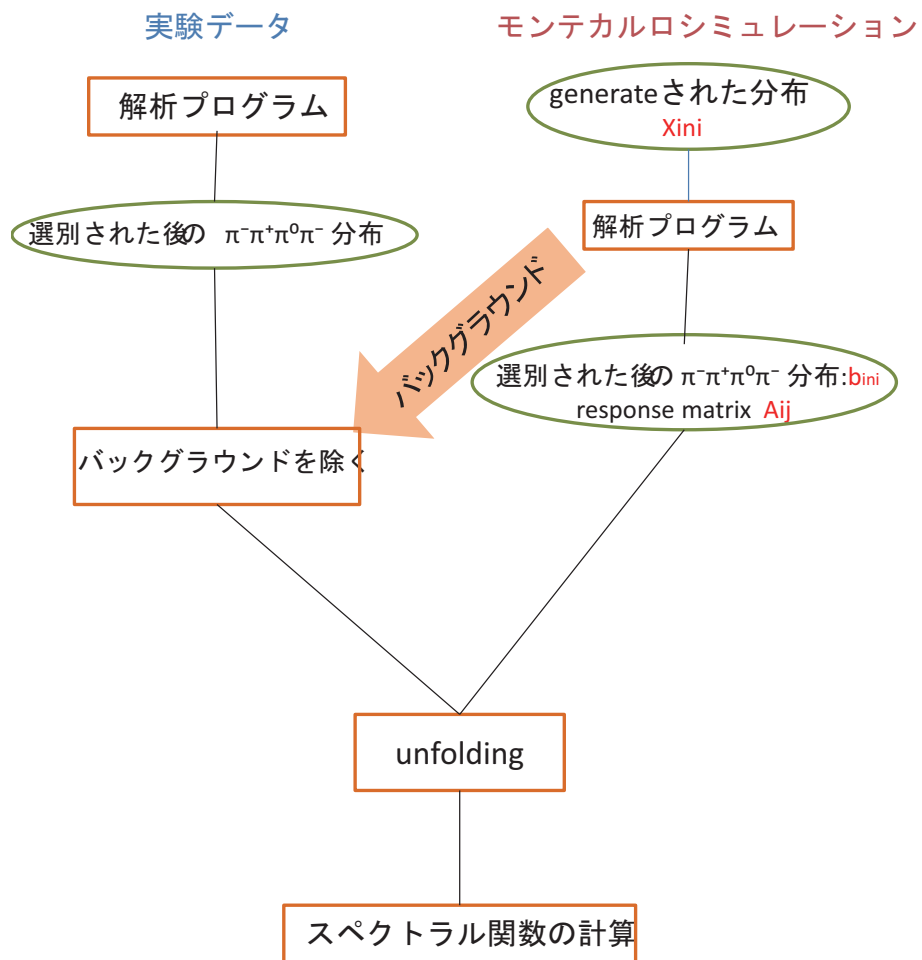 実験データ
解析プログラム
選別された後の π⁻π⁺π⁰π⁻ 分布
バックグラウンドを除く
モンテカルロシミュレーション
generateされた分布
Xini
解析プログラム
バックグラウンド
選別された後の π⁻π⁺π⁰π⁻ 分布:bini
response matrix Aij
unfolding
スペクトラル関数の計算